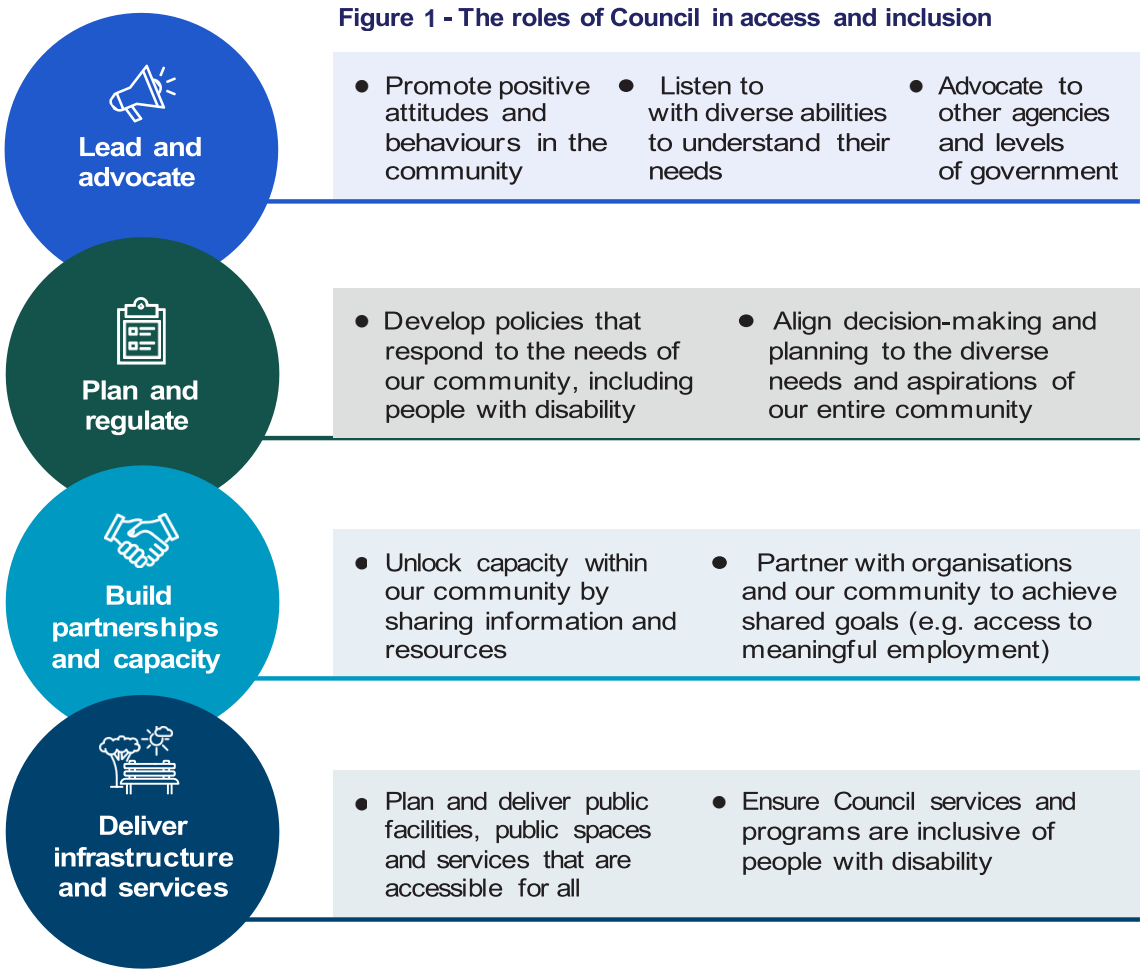 Figure 1 - The roles of Council in access and inclusion
Lead and
advocate
● Promote positive
attitudes and
behaviours in the
community
● Listen to
with diverse abilities
to understand their
needs
● Advocate to
other agencies
and levels
of government
Plan and
regulate
● Develop policies that
respond to the needs of
our community, including
people with disability
● Align decision-making and
planning to the diverse
needs and aspirations of
our entire community
Build
partnerships
and capacity
● Unlock capacity within
our community by
sharing information and
resources
● Partner with organisations
and our community to achieve
shared goals (e.g. access to
meaningful employment)
Deliver
infrastructure
and services
● Plan and deliver public
facilities, public spaces
and services that are
accessible for all
● Ensure Council services and
programs are inclusive of
people with disability